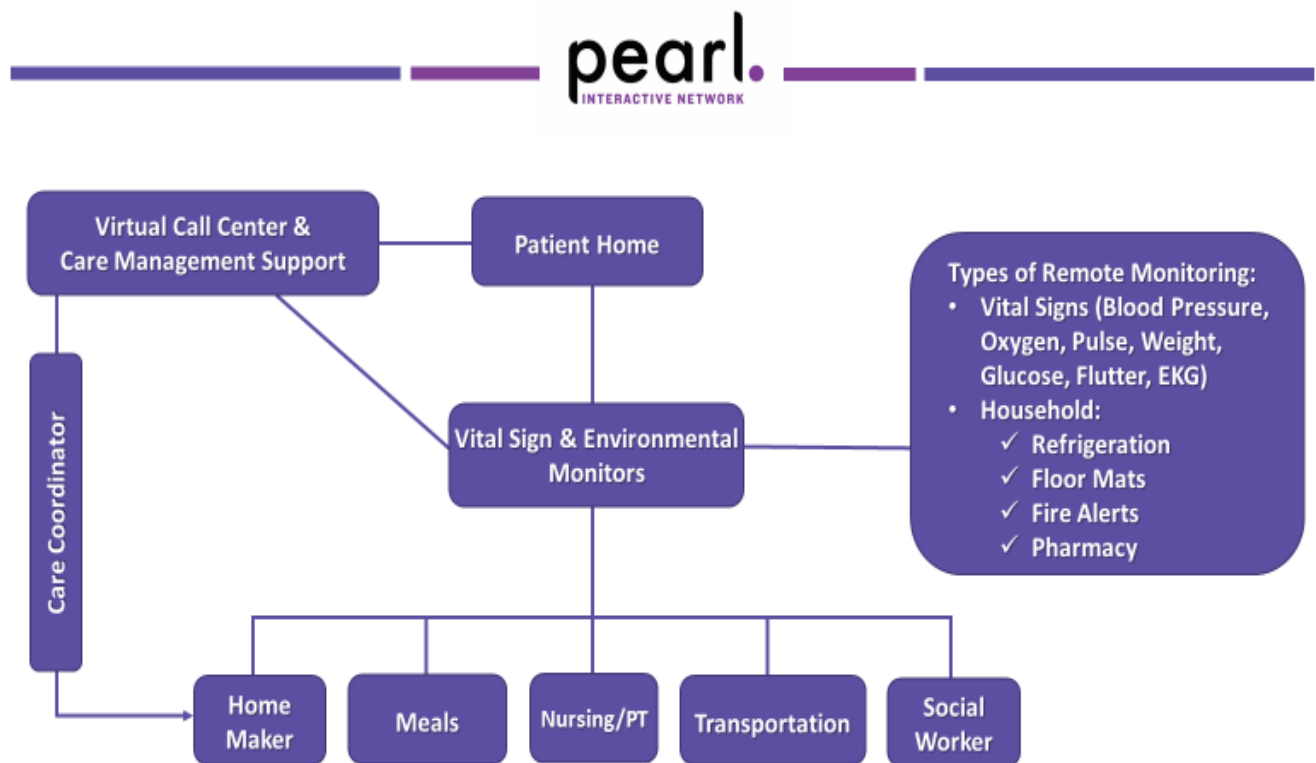 pearl.
INTERACTIVE NETWORK
Virtual Call Center &
Care Management Support
Patient Home
Types of Remote Monitoring:
• Vital Signs (Blood Pressure,
Oxygen, Pulse, Weight,
Glucose, Flutter, EKG)
• Household:
✓ Refrigeration
✓ Floor Mats
✓ Fire Alerts
✓ Pharmacy
Care Coordinator
Vital Sign & Environmental
Monitors
Home
Maker
Meals
Nursing/PT
Transportation
Social
Worker